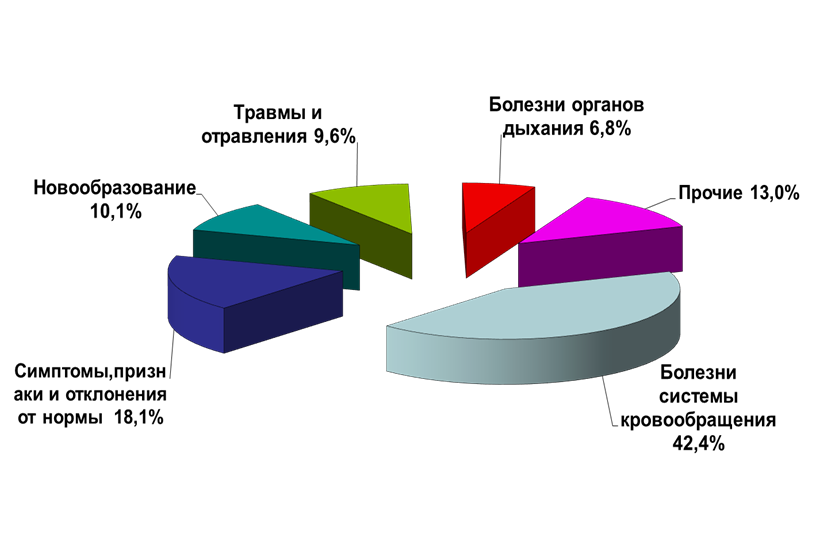 Травмы и
отравления 9,6%
Болезни органов
дыхания 6,8%
Новообразование
10,1%
Прочие 13,0%
Симптомы,призн
аки и отклонения
от нормы 18,1%
Болезни
системы
кровообращения
42,4%